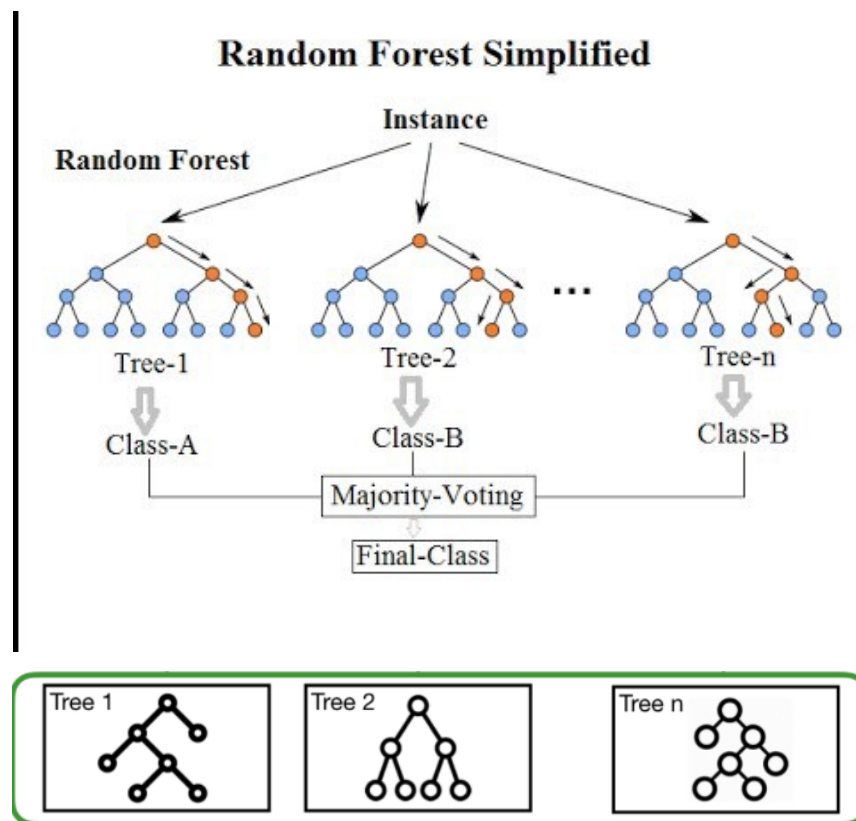 Random Forest Simplified
Instance
Random Forest
...
Tree-1 Tree-2 Tree-n
Class-A Class-B Class-B
Majority-Voting
Final-Class
Tree 1 Tree 2 Tree n